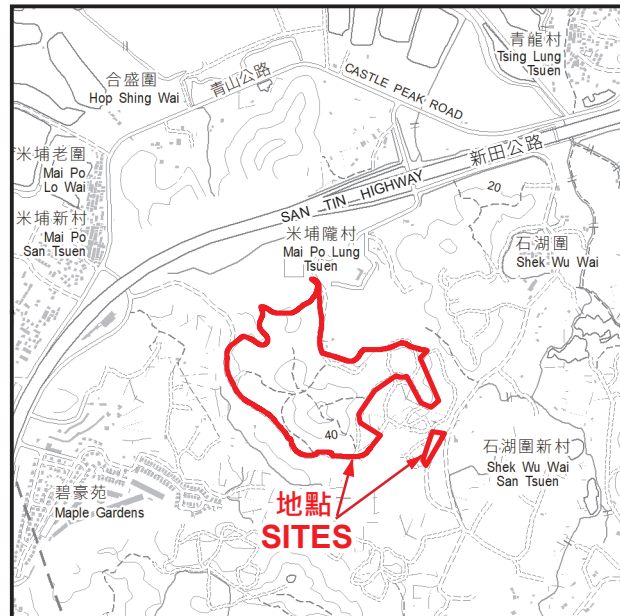 青龍村
Tsing Lung
Tsuen
合盛圍
Hop Shing Wai
青山公路
CASTLE PEAK ROAD
新田公路
SAN TIN HIGHWAY
米埔老圍
Mai Po
Lo Wai
20
米埔新村
Mai Po
San Tsuen
米埔隴村
Mai Po Lung
Tsuen
石湖圍
Shek Wu Wai
40
石湖圍新村
Shek Wu Wai
San Tsuen
碧豪苑
Maple Gardens
地點
SITES